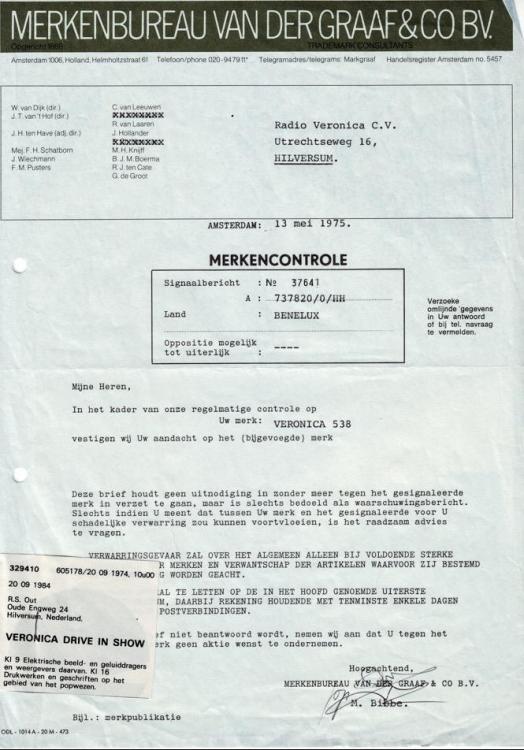 MERKENBUREAU VAN DER GRAAF & CO BV.
Opgericht 1869
TRADEMARK CONSULTANTS
Amsterdam 1006, Holland, Helmholtzstraat 61 Telefoon/phone 020-947911* Telegramadres/telegrams: Markgraaf Handelsregister Amsterdam no. 5457
W. van Dijk (dir.)
J. T. van 't Hof (dir.)
J. H. ten Have (adj. dir.)
Mej. F. H. Schatborn
J. Wiechmann
F. M. Pusters
C. van Leeuwen
XXXXXXXX
R. van Laaren
J. Hollander
XXXXXXXX
M. H. Knijff
B. J. M. Boerma
R. J. ten Cate
G. de Groot
Radio Veronica C.V.
Utrechtseweg 16,
HILVERSUM.
AMSTERDAM: 13 mei 1975.
MERKENCONTROLE
Signaalbericht : No 37641
A : 737820/0/HH
Land : BENELUX
Oppositie mogelijk
tot uiterlijk : ----
Verzoeke
omlijnde gegevens
in Uw antwoord
of bij tel. navraag
te vermelden.
Mijne Heren,
In het kader van onze regelmatige controle op
Uw merk: VERONICA 538
vestigen wij Uw aandacht op het (bijgevoegde) merk
Deze brief houdt geen uitnodiging in zonder meer tegen het gesignaleerde
merk in verzet te gaan, maar is slechts bedoeld als waarschuwingsbericht.
Slechts indien U meent dat tussen Uw merk en het gesignaleerde voor U
schadelijke verwarring zou kunnen voortvloeien, is het raadzaam advies
te vragen.
VERWARRINGSGEVAAR ZAL OVER HET ALGEMEEN ALLEEN BIJ VOLDOENDE STERKE
MERKEN EN VERWANTSCHAP DER ARTIKELEN WAARVOOR ZIJ BESTEMD
WORDEN GEACHT.
TE LETTEN OP DE IN HET HOOFD GENOEMDE UITERSTE
DAARBIJ REKENING HOUDENDE MET TENMINSTE ENKELE DAGEN
POSTVERBINDINGEN.
niet beantwoord wordt, nemen wij aan dat U tegen het
geen aktie wenst te ondernemen.
329410 605178/20 09 1974, 10u00
20 09 1984
R.S. Out
Oude Engweg 24
Hilversum, Nederland.
VERONICA DRIVE IN SHOW
Kl 9 Elektrische beeld- en geluiddragers
en weergevers daarvan. Kl 16
Drukwerken en geschriften op het
gebied van het popwezen.
Hoogachtend,
MERKENBUREAU VAN DER GRAAF & CO B.V.
M. Bibbe.
Bijl.: merkpublikatie
ODL - 1014 A - 20 M - 473